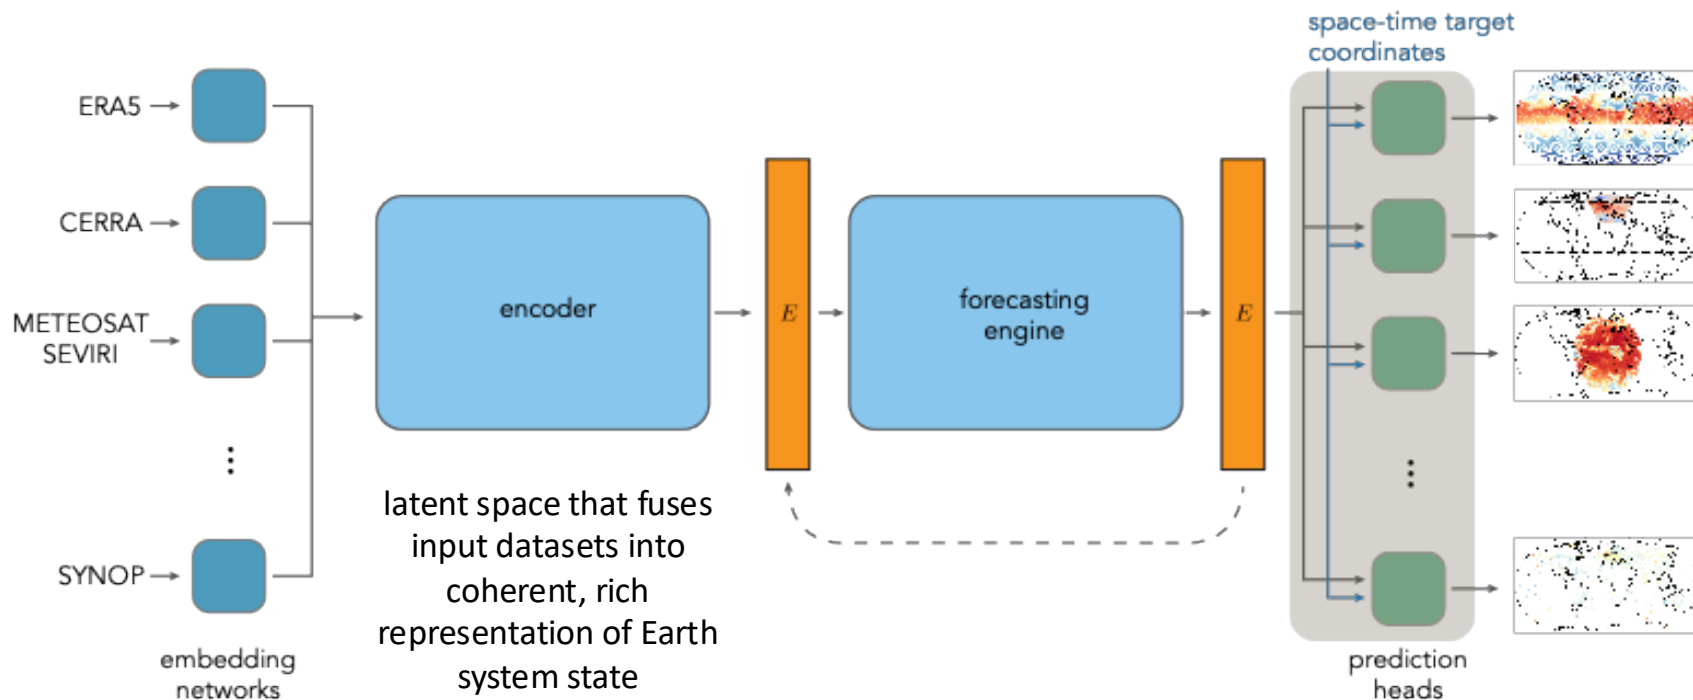 space-time target
coordinates
ERA5
CERRA
METEOSAT
SEVIRI
SYNOP
embedding
networks
encoder
latent space that fuses
input datasets into
coherent, rich
representation of Earth
system state
E
forecasting
engine
E
prediction
heads